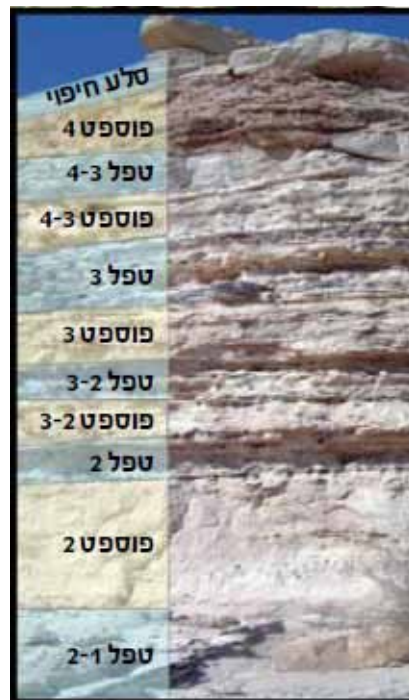 סלע חיפוי
פוספט 4
טפל 4-3
פוספט 4-3
טפל 3
פוספט 3
טפל 3-2
פוספט 3-2
טפל 2
פוספט 2
טפל 2-1